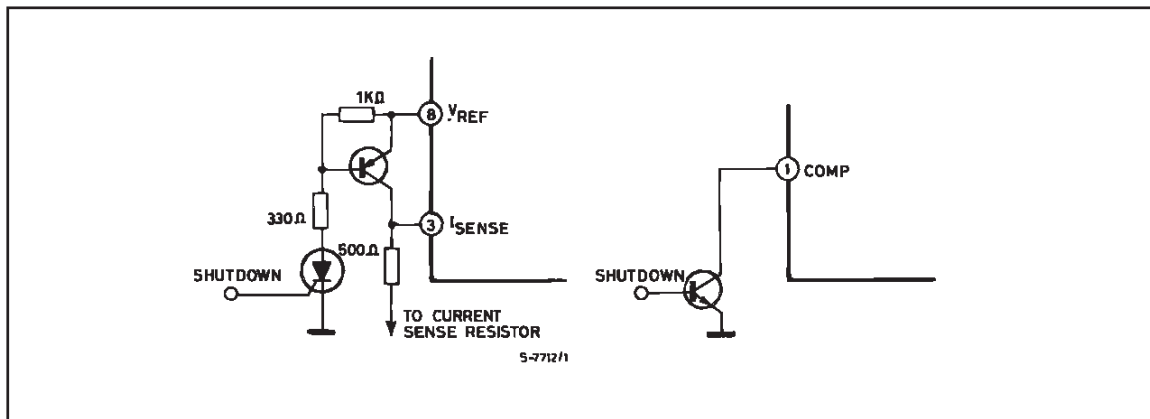 1KΩ
8 VREF
330Ω
3 ISENSE
500Ω
SHUTDOWN
TO CURRENT
SENSE RESISTOR
S-7712/1
1 COMP
SHUTDOWN